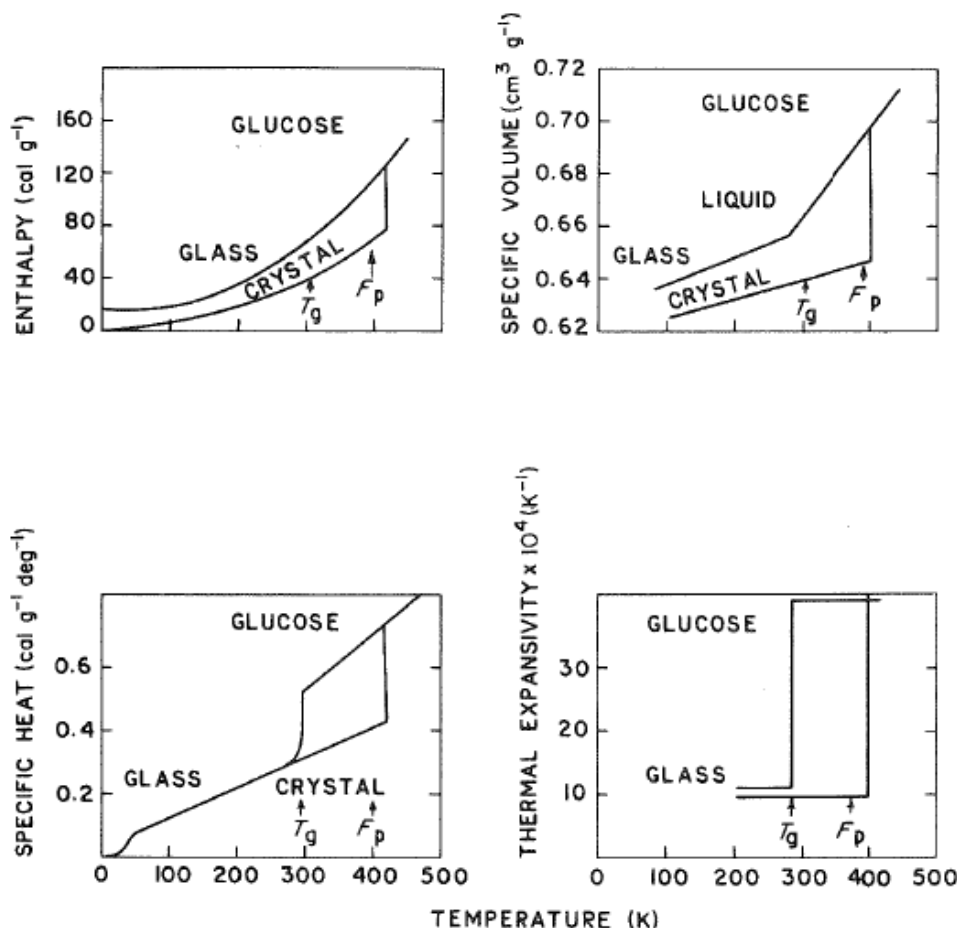 ENTHALPY (cal g⁻¹)
160
120
80
40
0
GLUCOSE
GLASS
CRYSTAL
Tg
Fp
SPECIFIC VOLUME (cm³ g⁻¹)
0.72
0.70
0.68
0.66
0.64
0.62
GLUCOSE
LIQUID
GLASS
CRYSTAL
Tg
Fp
SPECIFIC HEAT (cal g⁻¹ deg⁻¹)
0.6
0.4
0.2
GLUCOSE
GLASS
CRYSTAL
Tg
Fp
0 100 200 300 400 500
THERMAL EXPANSIVITY × 10⁴ (K⁻¹)
30
20
10
GLUCOSE
GLASS
Tg
Fp
0 100 200 300 400 500
TEMPERATURE (K)